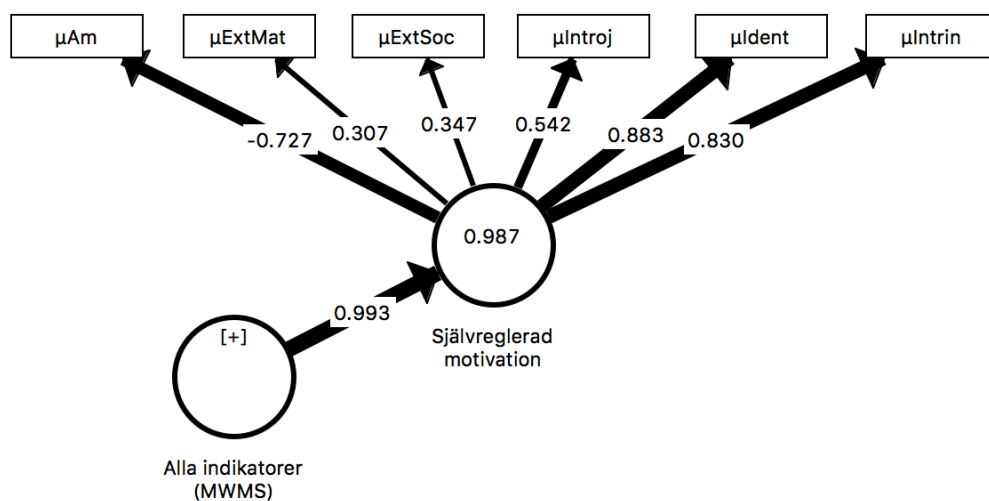 µAm
µExtMat
µExtSoc
µIntroj
µIdent
µIntrin
-0.727
0.307
0.347
0.542
0.883
0.830
0.987
0.993
Självreglerad
motivation
[+]
Alla indikatorer
(MWMS)